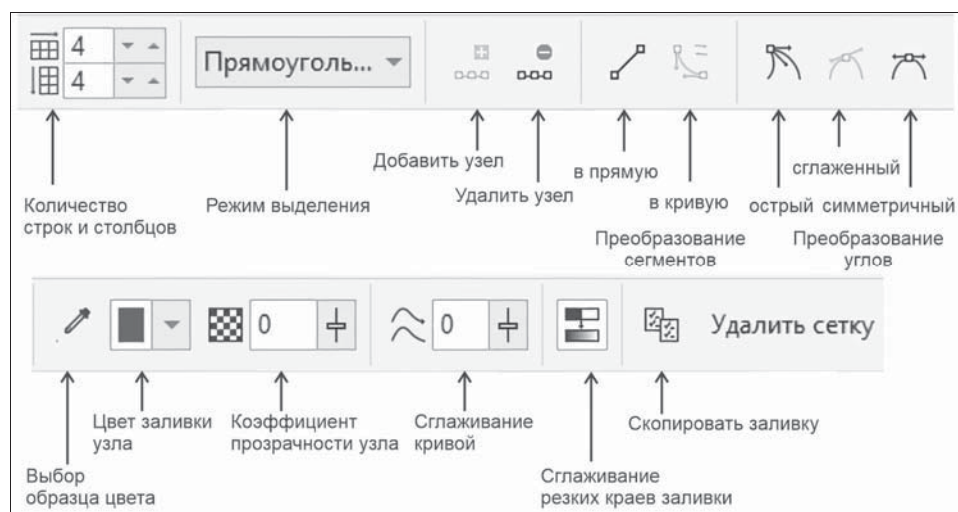 4
4
Прямоуголь...
Добавить узел
Удалить узел
в прямую
в кривую
сглаженный
острый симметричный
Количество
строк и столбцов
Режим выделения
Преобразование
сегментов
Преобразование
углов
0
0
Удалить сетку
Цвет заливки
узла
Коэффициент
прозрачности узла
Сглаживание
кривой
Скопировать заливку
Выбор
образца цвета
Сглаживание
резких краев заливки